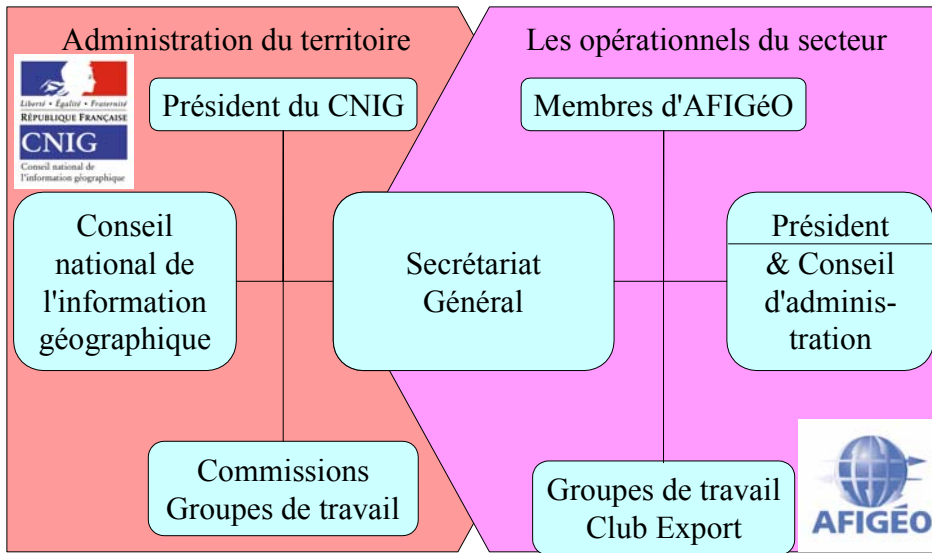 Administration du territoire
Les opérationnels du secteur
Liberté • Égalité • Fraternité
RÉPUBLIQUE FRANÇAISE
CNIG
Conseil national de
l'information géographique
Président du CNIG
Membres d'AFIGéO
Conseil
national de
l'information
géographique
Secrétariat
Général
Président
& Conseil
d'adminis-
tration
Commissions
Groupes de travail
Groupes de travail
Club Export
AFIGÉO